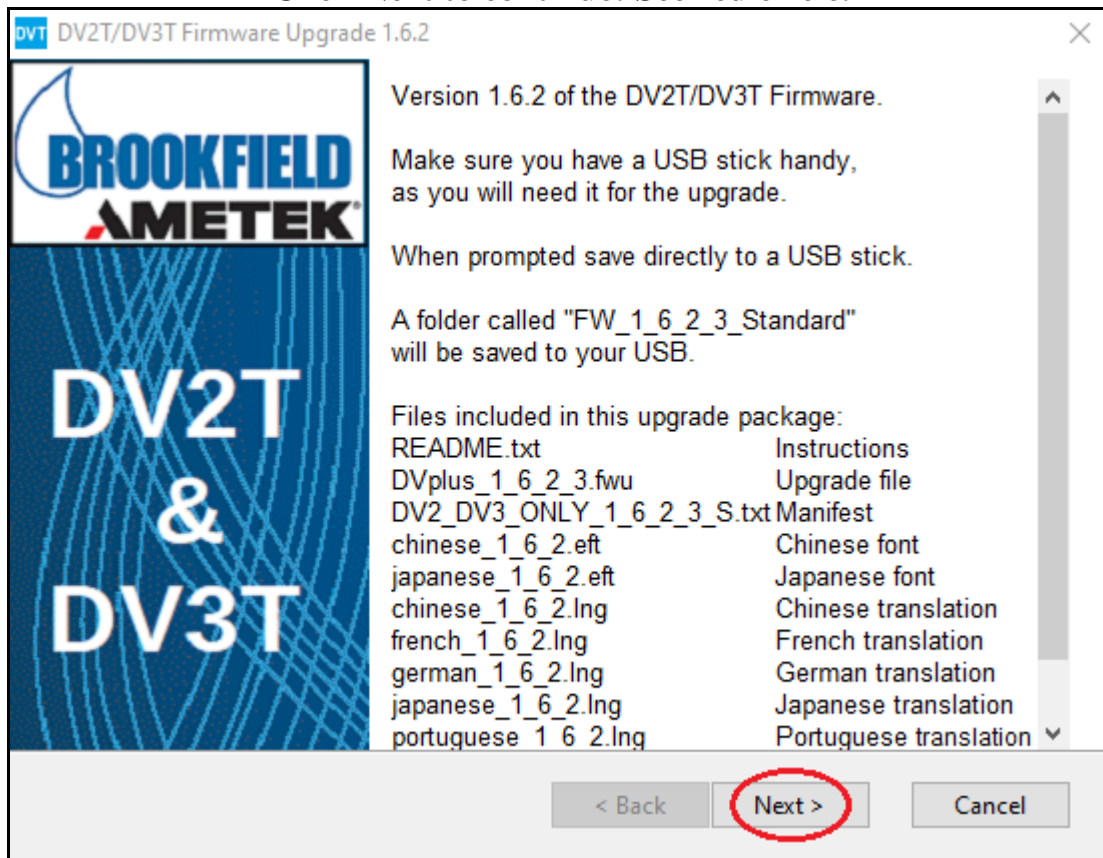 DVT DV2T/DV3T Firmware Upgrade 1.6.2
BROOKFIELD
AMETEK
DV2T
&
DV3T
Version 1.6.2 of the DV2T/DV3T Firmware.
Make sure you have a USB stick handy,
as you will need it for the upgrade.
When prompted save directly to a USB stick.
A folder called "FW_1_6_2_3_Standard"
will be saved to your USB.
Files included in this upgrade package:
README.txt Instructions
DVplus_1_6_2_3.fwu Upgrade file
DV2_DV3_ONLY_1_6_2_3_S.txt Manifest
chinese_1_6_2.eft Chinese font
japanese_1_6_2.eft Japanese font
chinese_1_6_2.lng Chinese translation
french_1_6_2.lng French translation
german_1_6_2.lng German translation
japanese_1_6_2.lng Japanese translation
portuguese_1_6_2.lng Portuguese translation
< Back Next > Cancel